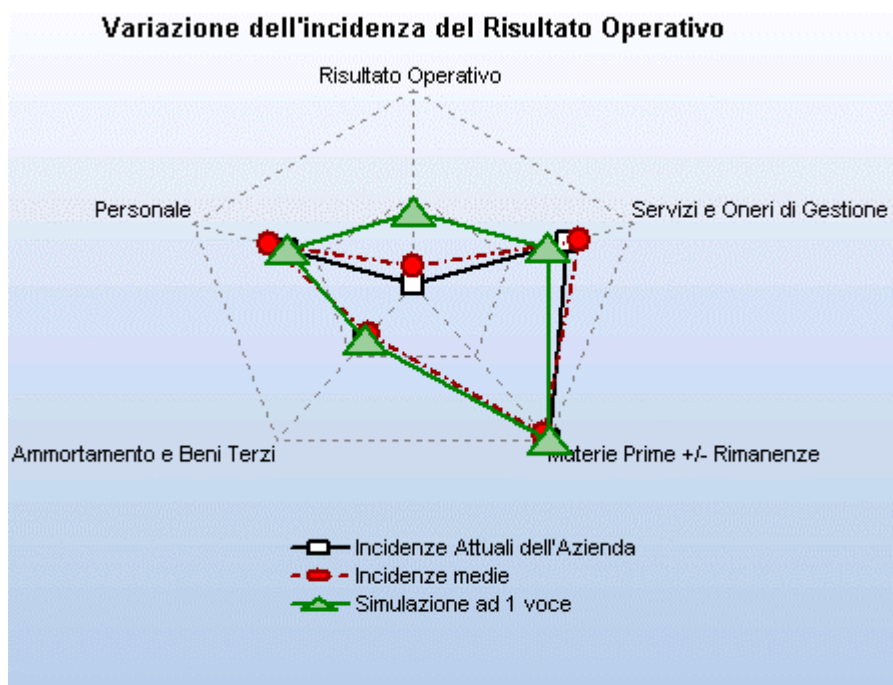 Variazione dell'incidenza del Risultato Operativo
Risultato Operativo
Personale
Servizi e Oneri di Gestione
Ammortamento e Beni Terzi
Materie Prime +/- Rimanenze
Incidenze Attuali dell'Azienda
Incidenze medie
Simulazione ad 1 voce